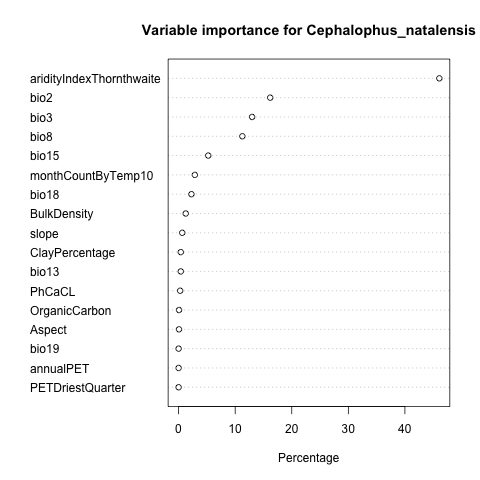 Variable importance for Cephalophus_natalensis
aridityIndexThornthwaite
bio2
bio3
bio8
bio15
monthCountByTemp10
bio18
BulkDensity
slope
ClayPercentage
bio13
PhCaCL
OrganicCarbon
Aspect
bio19
annualPET
PETDriestQuarter
0 10 20 30 40
Percentage